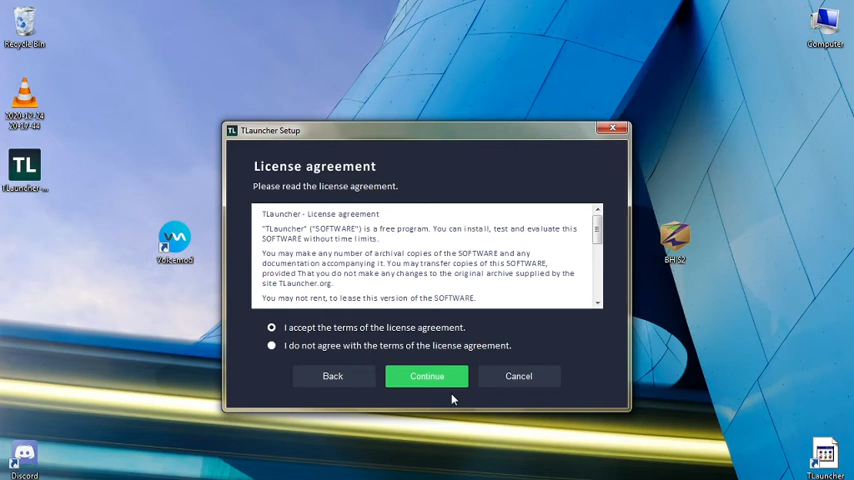 Recycle Bin
Computer
2020-12-24
20-17-44
TL
TLauncher-...
Voicemod
BH S2
Discord
TLauncher
TL TLauncher Setup
License agreement
Please read the license agreement.
TLauncher - License agreement
"TLauncher" ("SOFTWARE") is a free program. You can install, test and evaluate this
SOFTWARE without time limits.
You may make any number of archival copies of the SOFTWARE and any
documentation accompanying it. You may transfer copies of this SOFTWARE,
provided That you do not make any changes to the original archive supplied by the
site TLauncher.org.
You may not rent, to lease this version of the SOFTWARE.
I accept the terms of the license agreement.
I do not agree with the terms of the license agreement.
Back
Continue
Cancel